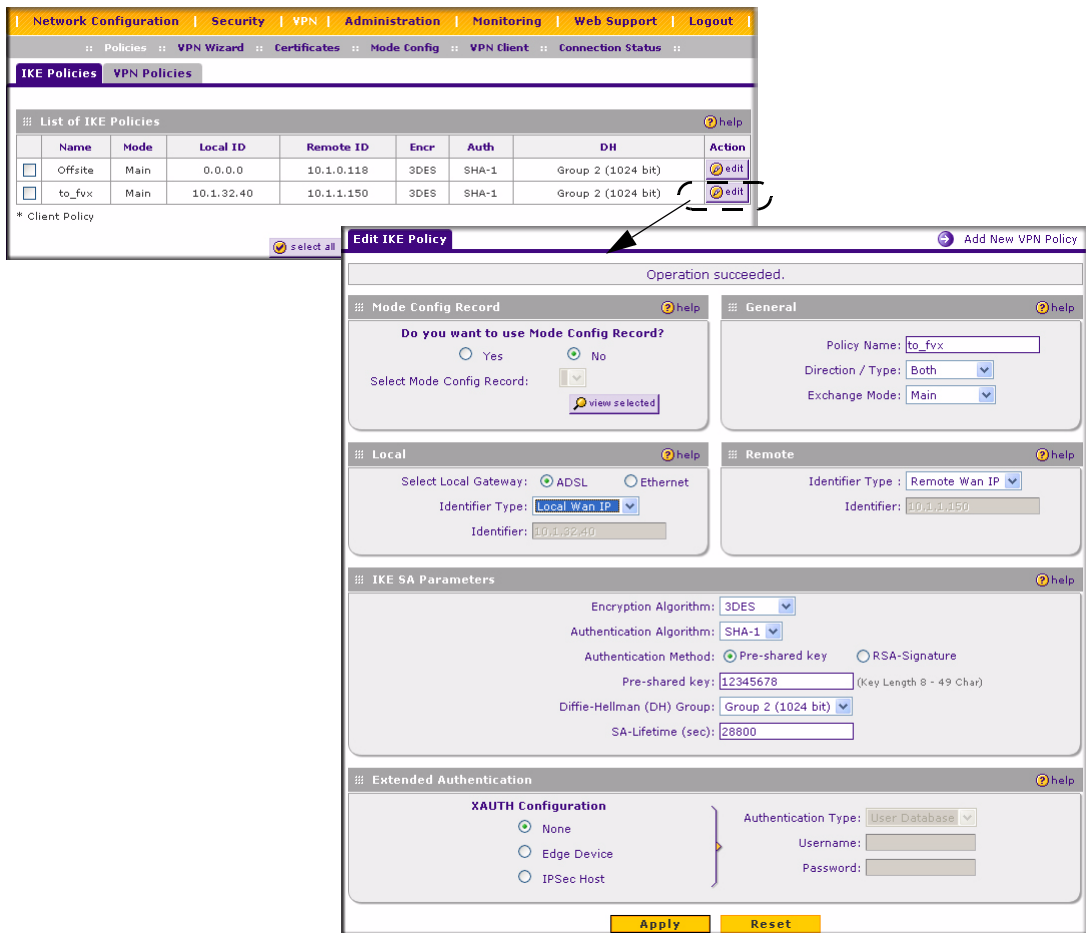 | Network Configuration | Security | VPN | Administration | Monitoring | Web Support | Logout |
:: Policies :: VPN Wizard :: Certificates :: Mode Config :: VPN Client :: Connection Status ::
IKE Policies VPN Policies
List of IKE Policies ? help
Name Mode Local ID Remote ID Encr Auth DH Action
Offsite Main 0.0.0.0 10.1.0.118 3DES SHA-1 Group 2 (1024 bit) edit
to_fvx Main 10.1.32.40 10.1.1.150 3DES SHA-1 Group 2 (1024 bit) edit
* Client Policy
select all
Edit IKE Policy Add New VPN Policy
Operation succeeded.
Mode Config Record ? help
Do you want to use Mode Config Record?
Yes No
Select Mode Config Record:
view selected
General ? help
Policy Name: to_fvx
Direction / Type: Both
Exchange Mode: Main
Local ? help
Select Local Gateway: ADSL Ethernet
Identifier Type: Local Wan IP
Identifier: 10.1.32.40
Remote ? help
Identifier Type : Remote Wan IP
Identifier: 10.1.1.150
IKE SA Parameters ? help
Encryption Algorithm: 3DES
Authentication Algorithm: SHA-1
Authentication Method: Pre-shared key RSA-Signature
Pre-shared key: 12345678 (Key Length 8 - 49 Char)
Diffie-Hellman (DH) Group: Group 2 (1024 bit)
SA-Lifetime (sec): 28800
Extended Authentication ? help
XAUTH Configuration
None
Edge Device
IPSec Host
Authentication Type: User Database
Username:
Password:
Apply Reset